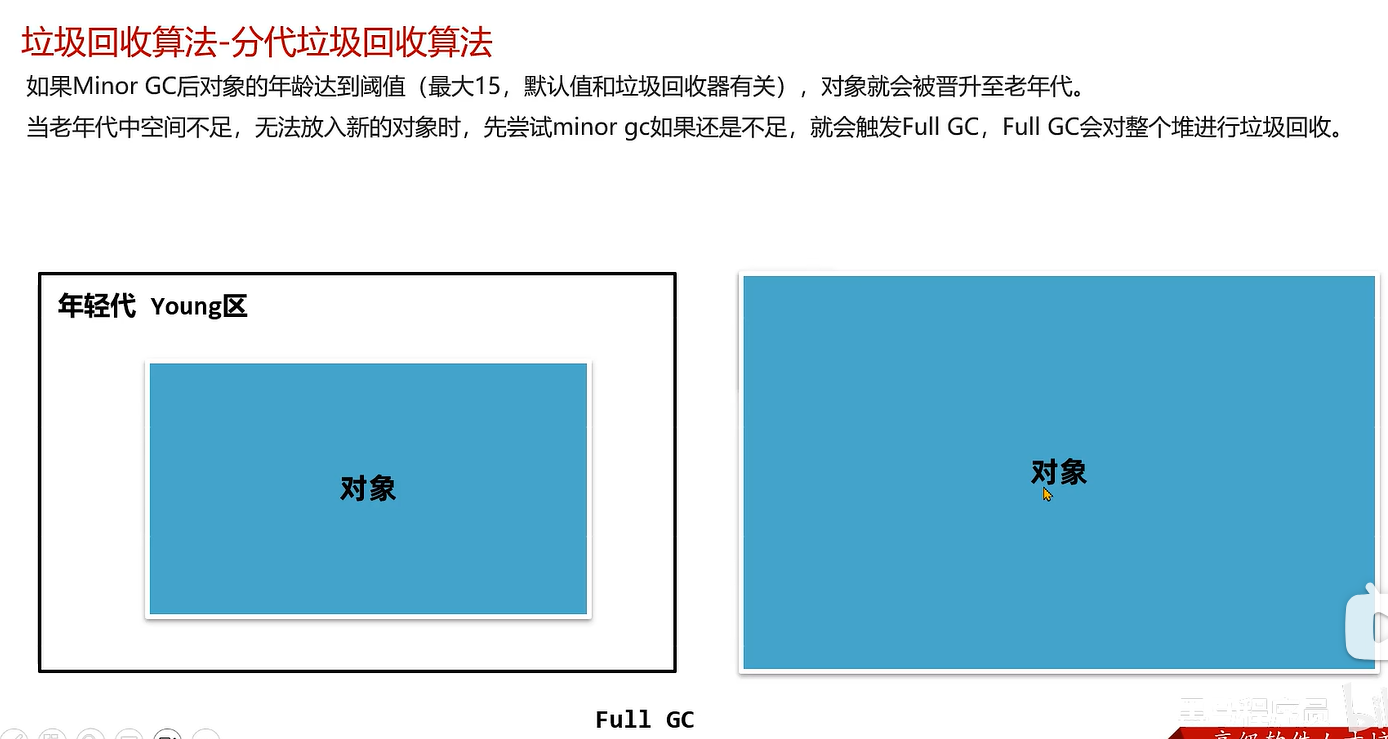 垃圾回收算法-分代垃圾回收算法
如果Minor GC后对象的年龄达到阈值（最大15，默认值和垃圾回收器有关），对象就会被晋升至老年代。
当老年代中空间不足，无法放入新的对象时，先尝试minor gc如果还是不足，就会触发Full GC，Full GC会对整个堆进行垃圾回收。
年轻代 Young区
对象
对象
Full GC